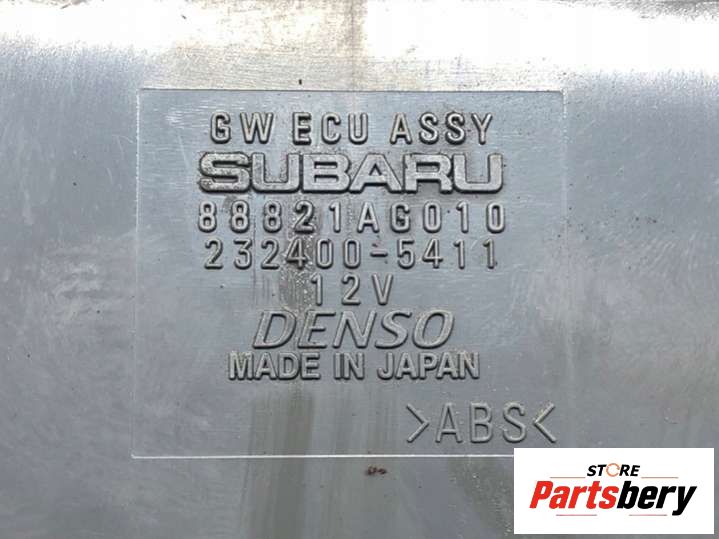 GW ECU ASSY
SUBARU
88821AG010
232400-5411
12V
DENSO
MADE IN JAPAN
>ABS<
STORE
Partsbery